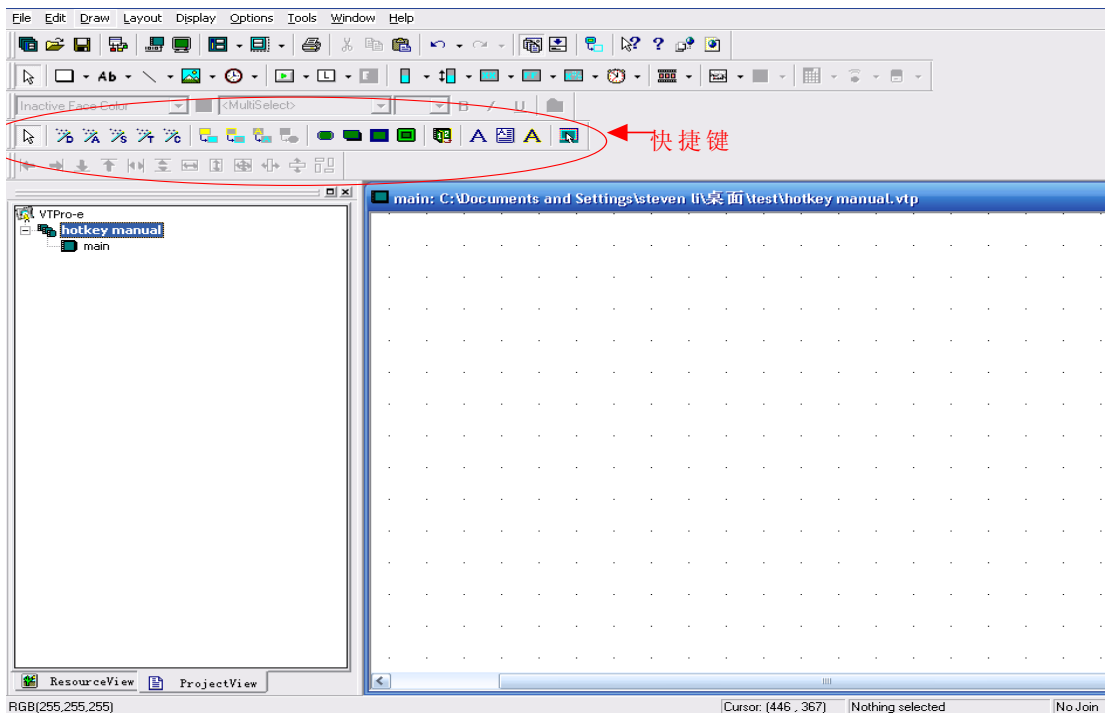 File Edit Draw Layout Display Options Tools Window Help
Ab
Inactive Face Color <MultiSelect> B / U
D A S T C A A
快捷键
main: C:\Documents and Settings\steven li\桌面\test\hotkey manual.vtp
VTPro-e
hotkey manual
main
ResourceView ProjectView
RGB(255,255,255) Cursor: (446 , 367) Nothing selected No Join